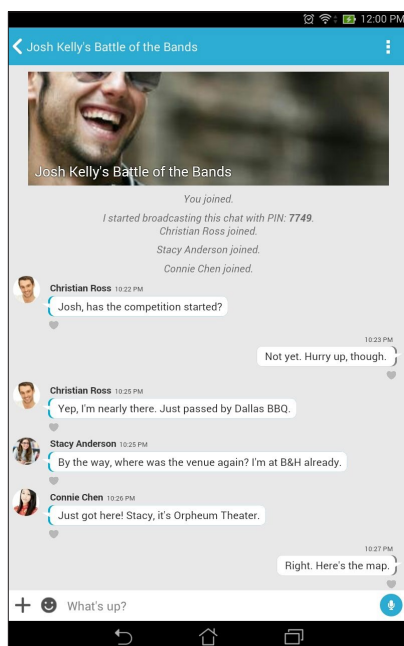 12:00 PM
Josh Kelly's Battle of the Bands
Josh Kelly's Battle of the Bands
You joined.
I started broadcasting this chat with PIN: 7749.
Christian Ross joined.
Stacy Anderson joined.
Connie Chen joined.
Christian Ross 10:22 PM
Josh, has the competition started?
10:23 PM
Not yet. Hurry up, though.
Christian Ross 10:25 PM
Yep, I'm nearly there. Just passed by Dallas BBQ.
Stacy Anderson 10:25 PM
By the way, where was the venue again? I'm at B&H already.
Connie Chen 10:26 PM
Just got here! Stacy, it's Orpheum Theater.
10:27 PM
Right. Here's the map.
What's up?